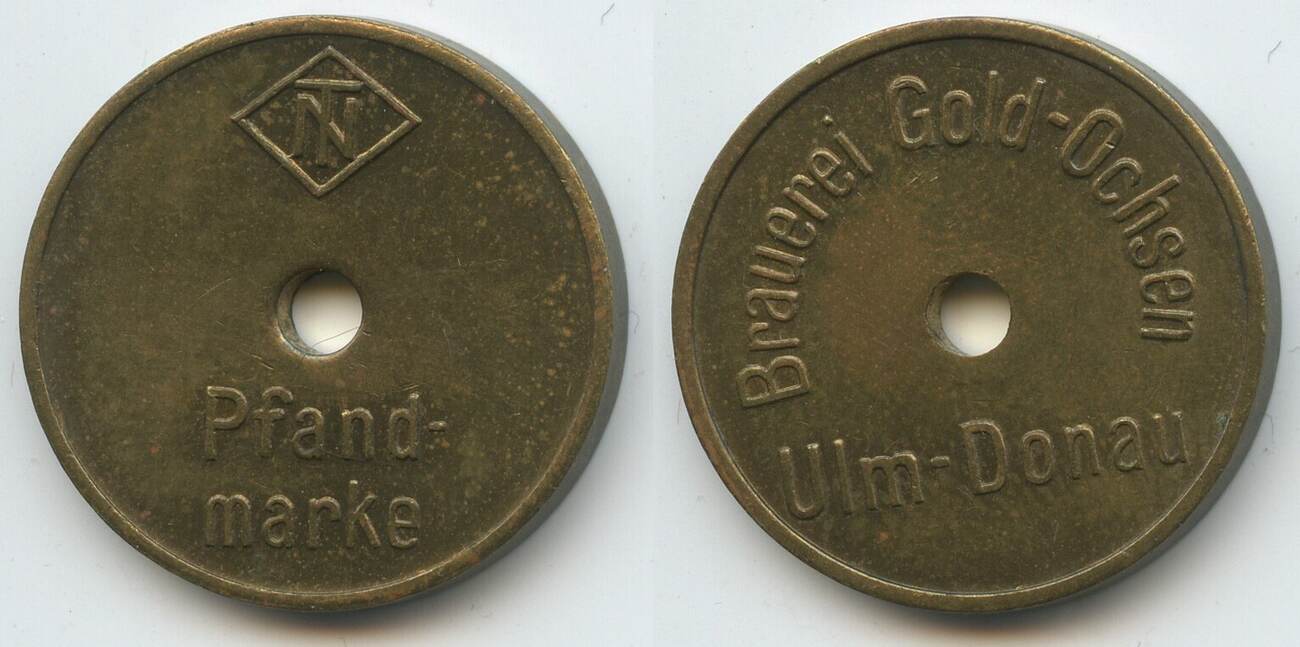 TN
Pfand-
marke
Brauerei Gold-Ochsen
Ulm-Donau